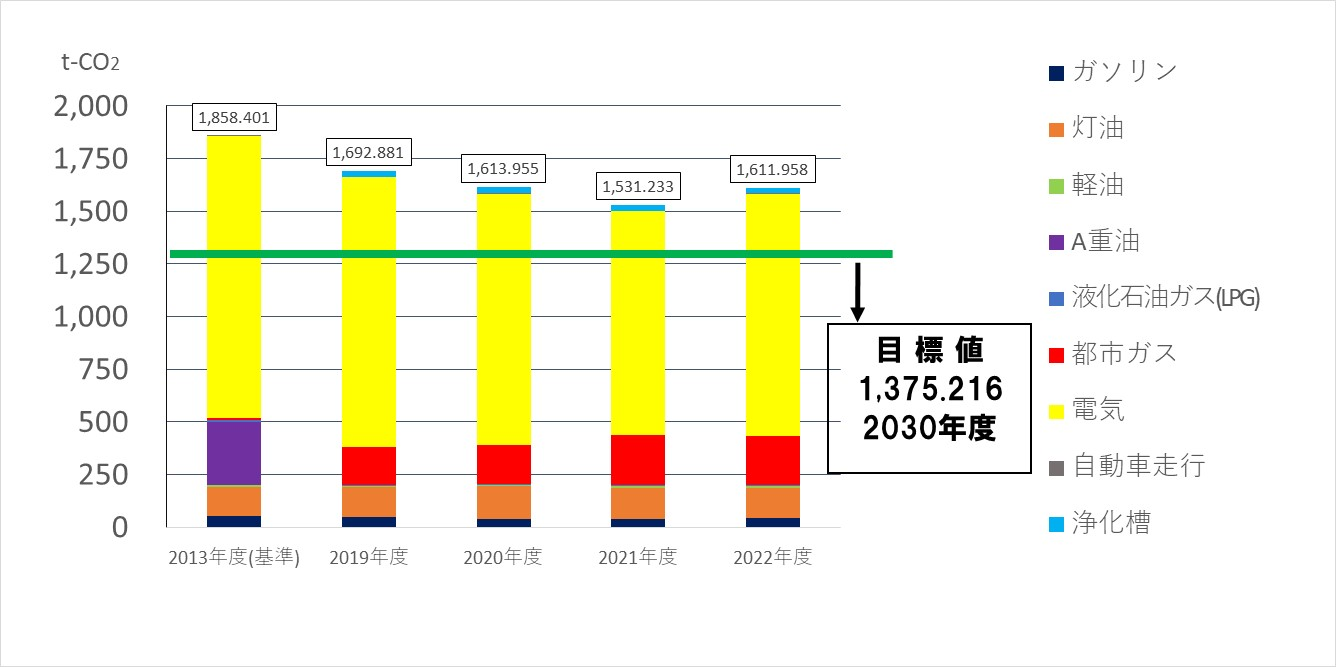 t-CO₂
2,000
1,750
1,500
1,250
1,000
750
500
250
0
1,858.401
1,692.881
1,613.955
1,531.233
1,611.958
2013年度(基準)
2019年度
2020年度
2021年度
2022年度
目標値
1,375.216
2030年度
ガソリン
灯油
軽油
A重油
液化石油ガス(LPG)
都市ガス
電気
自動車走行
浄化槽